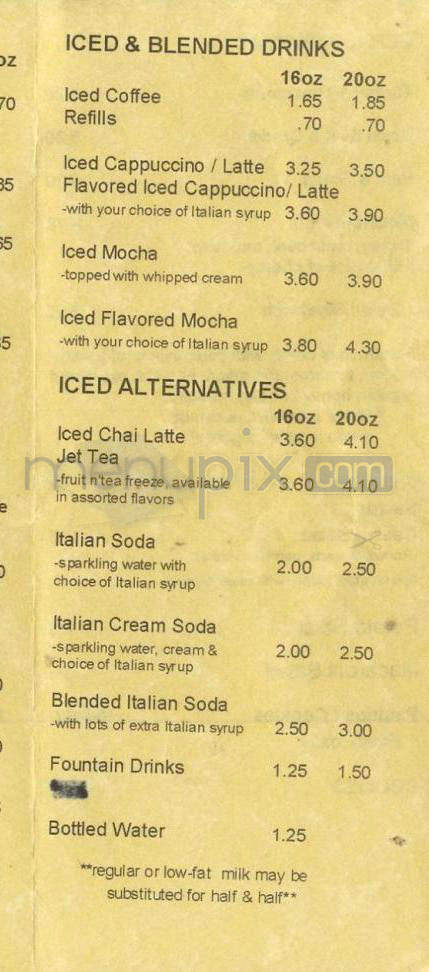 ICED & BLENDED DRINKS
16oz 20oz
Iced Coffee 1.65 1.85
Refills .70 .70
Iced Cappuccino / Latte 3.25 3.50
Flavored Iced Cappuccino/ Latte
-with your choice of Italian syrup 3.60 3.90
Iced Mocha
-topped with whipped cream 3.60 3.90
Iced Flavored Mocha
-with your choice of Italian syrup 3.80 4.30
ICED ALTERNATIVES
16oz 20oz
Iced Chai Latte 3.60 4.10
Jet Tea
menupix.com
-fruit n'tea freeze, available 3.60 4.10
in assorted flavors
Italian Soda
-sparkling water with 2.00 2.50
choice of Italian syrup
Italian Cream Soda
-sparkling water, cream & 2.00 2.50
choice of Italian syrup
Blended Italian Soda
-with lots of extra Italian syrup 2.50 3.00
Fountain Drinks 1.25 1.50
Bottled Water 1.25
**regular or low-fat milk may be
substituted for half & half**